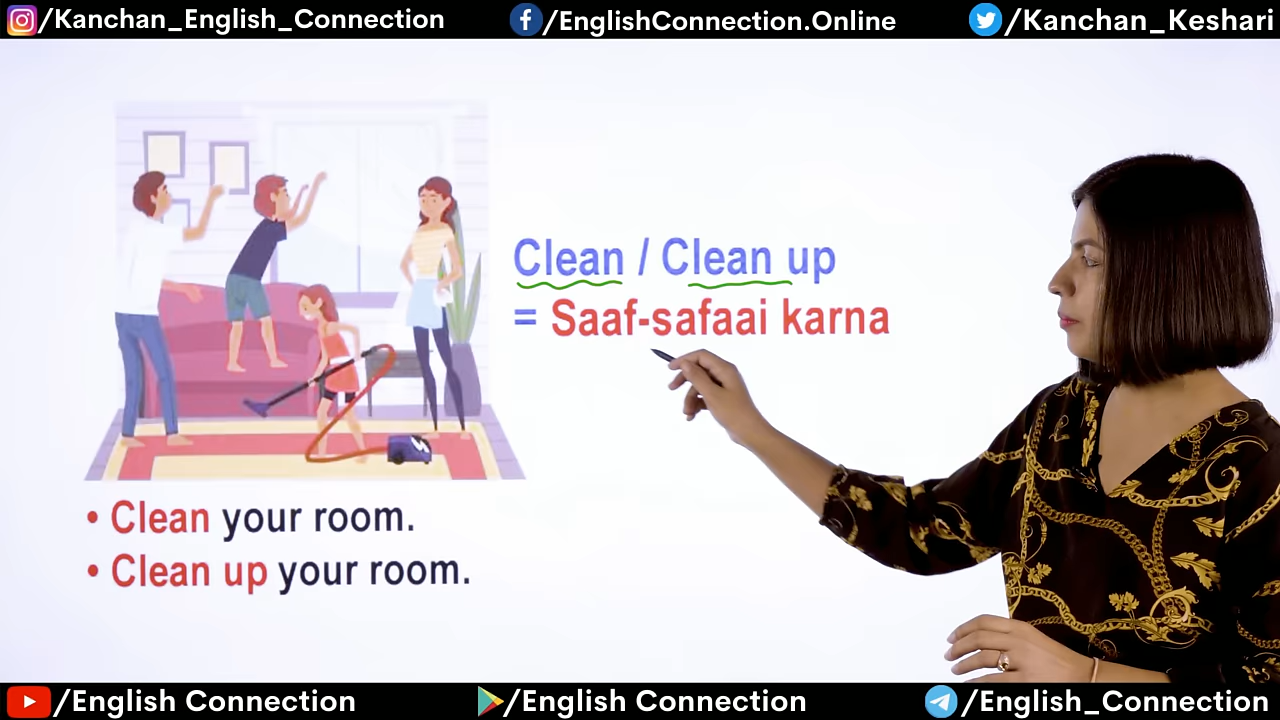 /Kanchan_English_Connection
/EnglishConnection.Online
/Kanchan_Keshari
Clean / Clean up
= Saaf-safaai karna
• Clean your room.
• Clean up your room.
/English Connection
/English Connection
/English_Connection